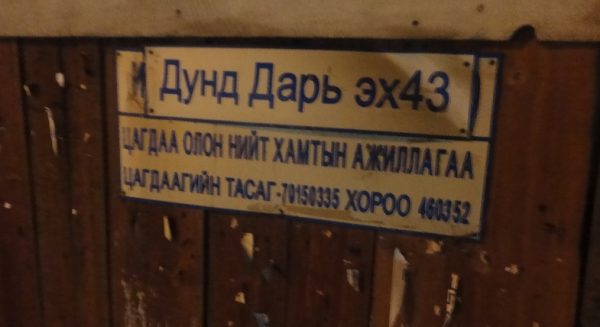 Дунд Дарь эх43
ЦАГДАА ОЛОН НИЙТ ХАМТЫН АЖИЛЛАГАА
ЦАГДААГИЙН ТАСАГ-70150335 ХОРОО 460352